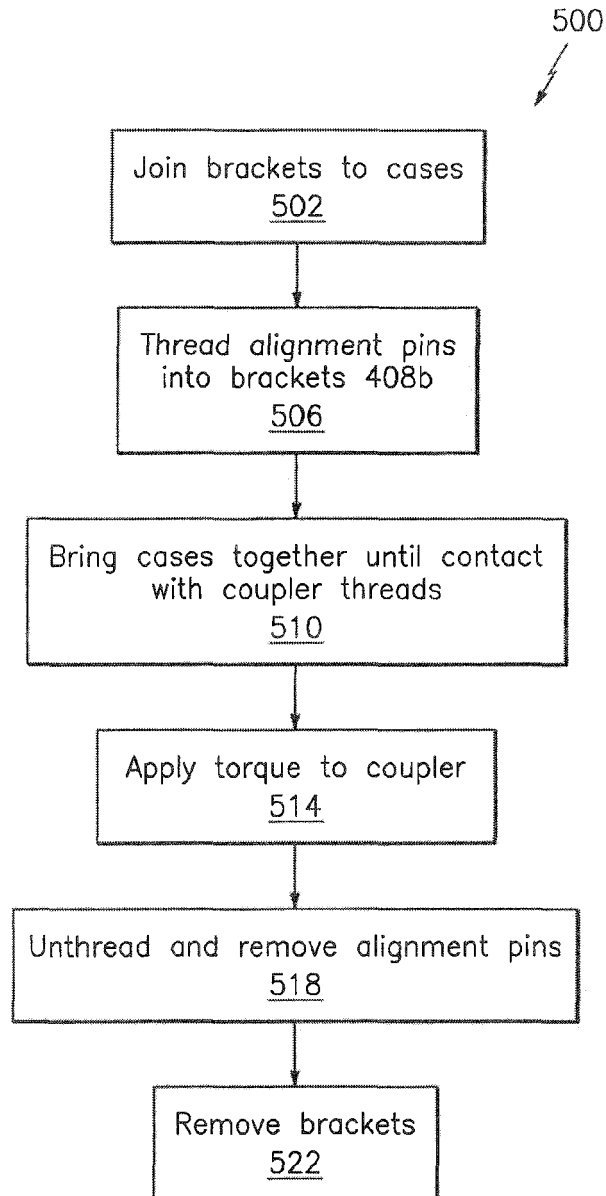 500
Join brackets to cases
502
Thread alignment pins
into brackets 408b
506
Bring cases together until contact
with coupler threads
510
Apply torque to coupler
514
Unthread and remove alignment pins
518
Remove brackets
522